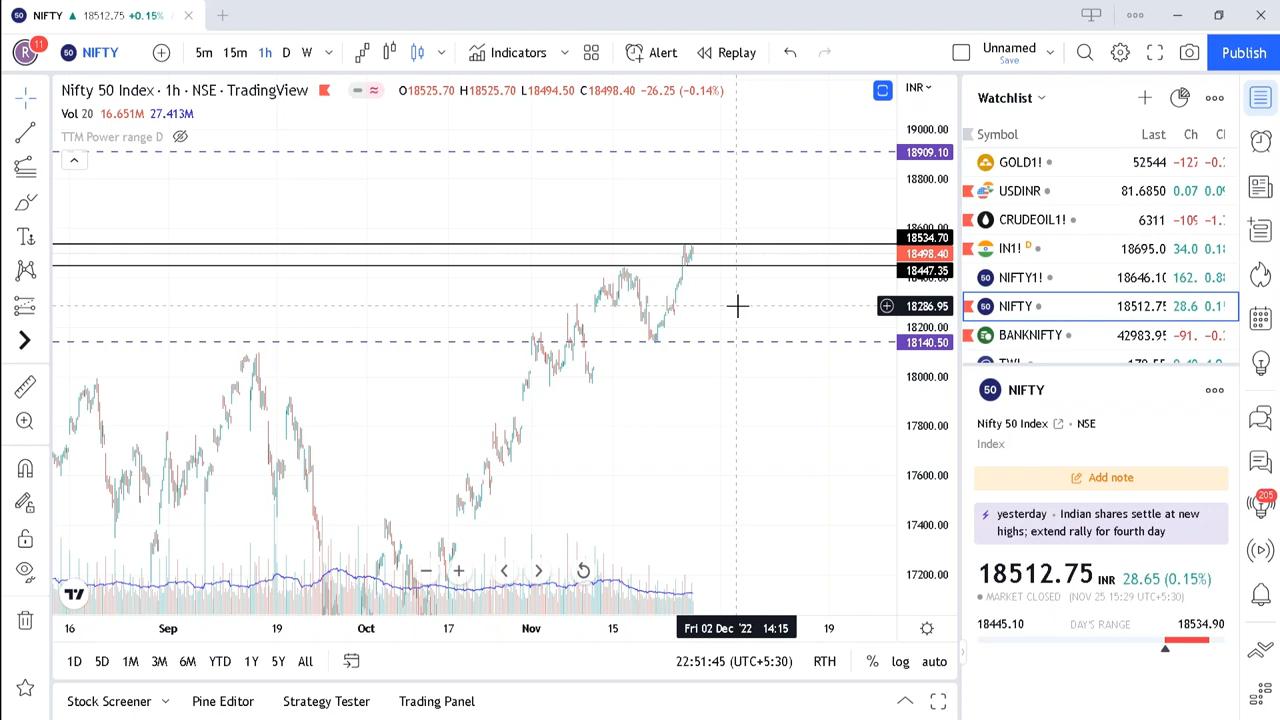 50 NIFTY ▲ 18512.75 +0.15% /
R 11 50 NIFTY 5m 15m 1h D W Indicators Alert Replay Unnamed Save Publish
Nifty 50 Index · 1h · NSE · TradingView O18525.70 H18525.70 L18494.50 C18498.40 -26.25 (-0.14%) INR
Vol 20 16.651M 27.413M
TTM Power range D
19000.00
18909.10
18800.00
18600.00
18534.70
18498.40
18447.35
18286.95
18200.00
18140.50
18000.00
17800.00
17600.00
17400.00
17200.00
16 Sep 19 Oct 17 Nov 15 Fri 02 Dec '22 14:15 19
1D 5D 1M 3M 6M YTD 1Y 5Y All 22:51:45 (UTC+5:30) RTH % log auto
Stock Screener Pine Editor Strategy Tester Trading Panel
Watchlist
Symbol Last Ch
GOLD1! 52544
USDINR 81.6850 0.07
CRUDEOIL1! 6311
IN1! D 18695.0 34.0
50 NIFTY1! 18646.10 162.
50 NIFTY 18512.75 28.6
BANKNIFTY 42983.95 -91.
50 NIFTY
Nifty 50 Index · NSE
Index
Add note
yesterday · Indian shares settle at new
highs; extend rally for fourth day
18512.75 INR 28.65 (0.15%)
MARKET CLOSED (NOV 25 15:29 UTC+5:30)
18445.10 DAY'S RANGE 18534.90
205